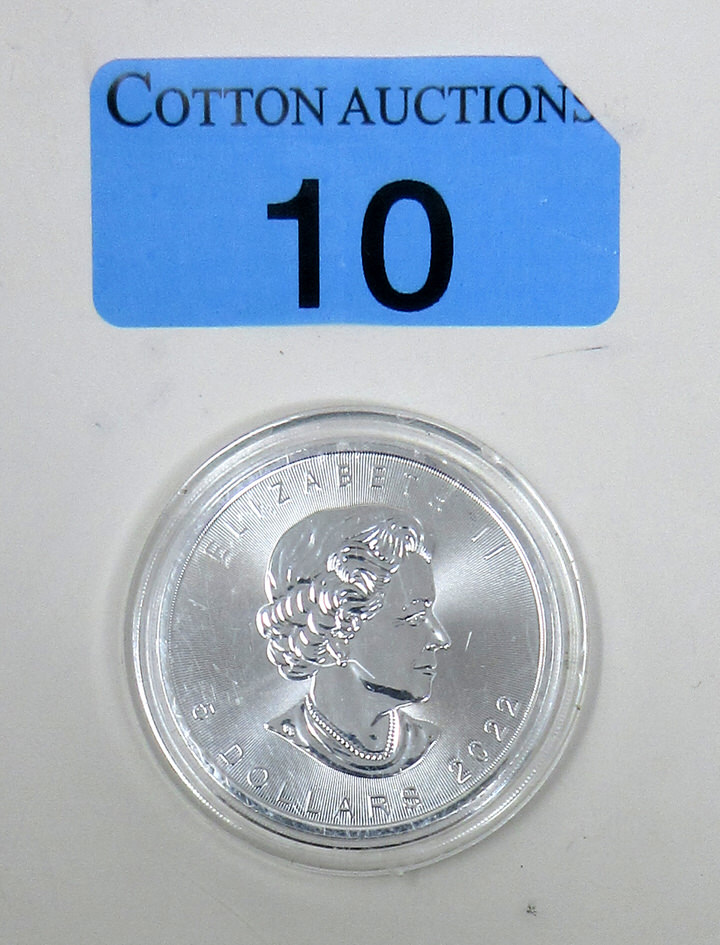 COTTON AUCTIONS
10
ELIZABETH II
5 DOLLARS 2022